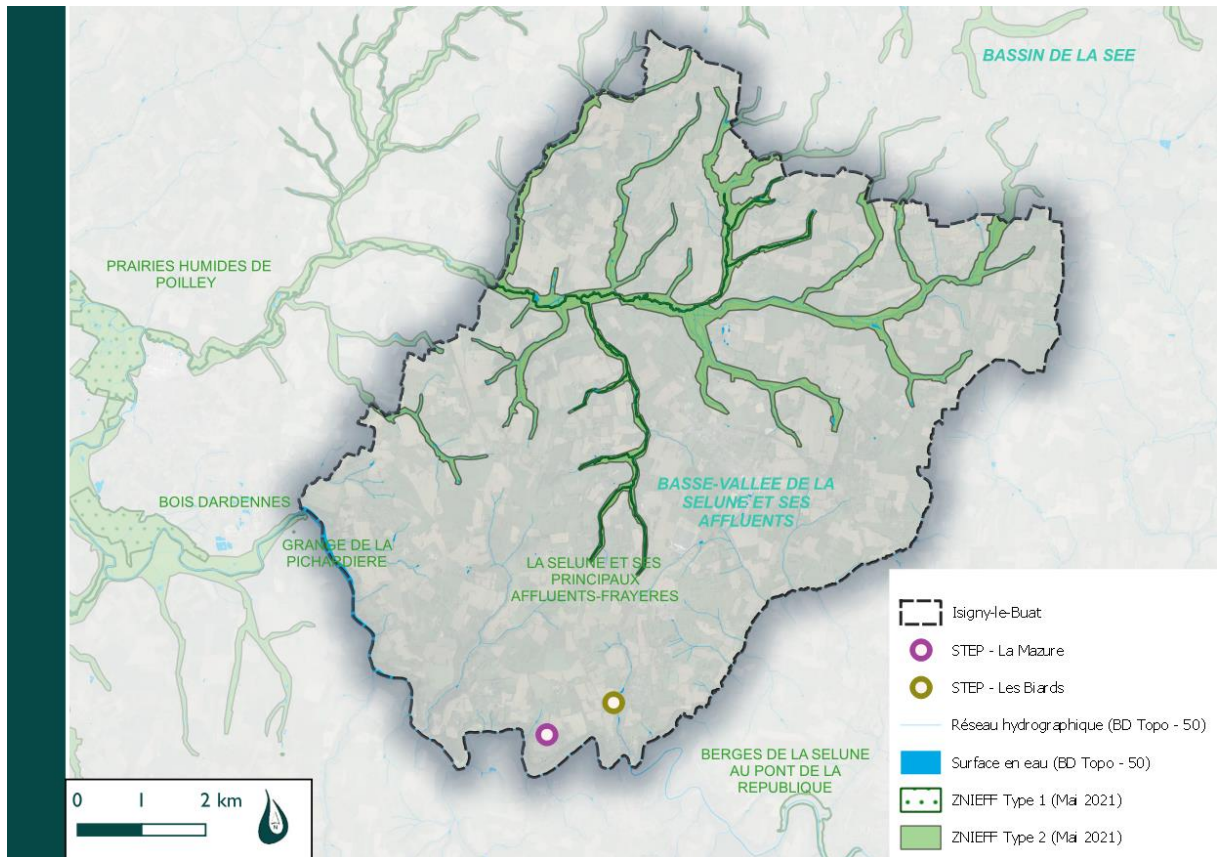 BASSIN DE LA SEE
PRAIRIES HUMIDES DE
POILLEY
BOIS DARDENNES
GRANGE DE LA
PICHARDIERE
BASSE-VALLEE DE LA
SELUNE ET SES
AFFLUENTS
LA SELUNE ET SES
PRINCIPAUX
AFFLUENTS-FRAYERES
BERGES DE LA SELUNE
AU PONT DE LA
REPUBLIQUE
0 1 2 km
N
Isigny-le-Buat
STEP - La Mazure
STEP - Les Biards
Réseau hydrographique (BD Topo - 50)
Surface en eau (BD Topo - 50)
ZNIEFF Type 1 (Mai 2021)
ZNIEFF Type 2 (Mai 2021)